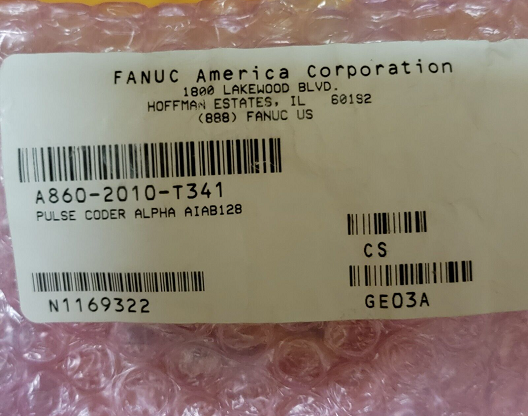 FANUC America Corporation
1800 LAKEWOOD BLVD.
HOFFMAN ESTATES, IL 60192
(888) FANUC US
A860-2010-T341
PULSE CODER ALPHA AIAB128
CS
N1169322
GE03A